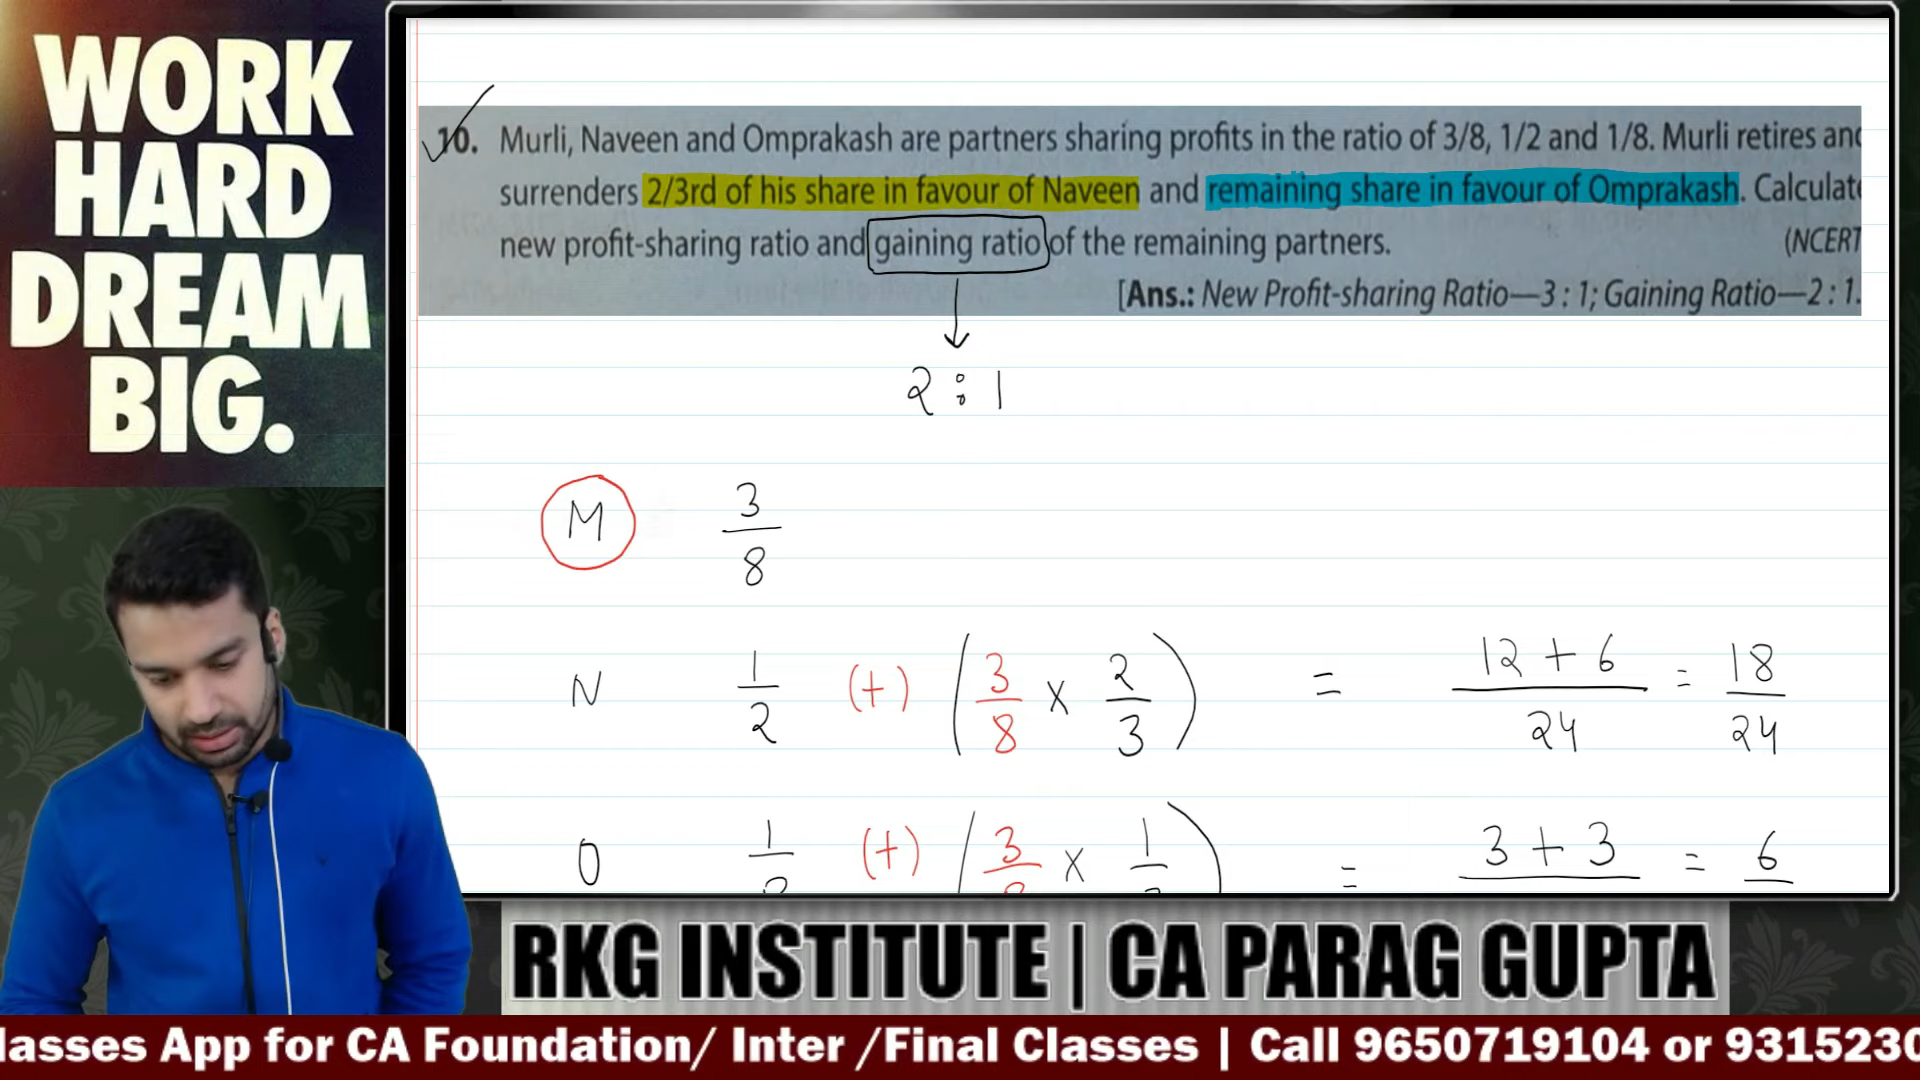 WORK
HARD
DREAM
BIG.
10. Murli, Naveen and Omprakash are partners sharing profits in the ratio of 3/8, 1/2 and 1/8. Murli retires and
surrenders 2/3rd of his share in favour of Naveen and remaining share in favour of Omprakash. Calculate
new profit-sharing ratio and gaining ratio of the remaining partners. (NCERT
[Ans.: New Profit-sharing Ratio—3 : 1; Gaining Ratio—2 : 1.
2 : 1
M 3/8
N 1/2 (+) (3/8 x 2/3) = 12 + 6/24 = 18/24
O 1/ (+) (3/ x 1/ ) = 3 + 3 = 6
RKG INSTITUTE | CA PARAG GUPTA
lasses App for CA Foundation/ Inter /Final Classes | Call 9650719104 or 9315230